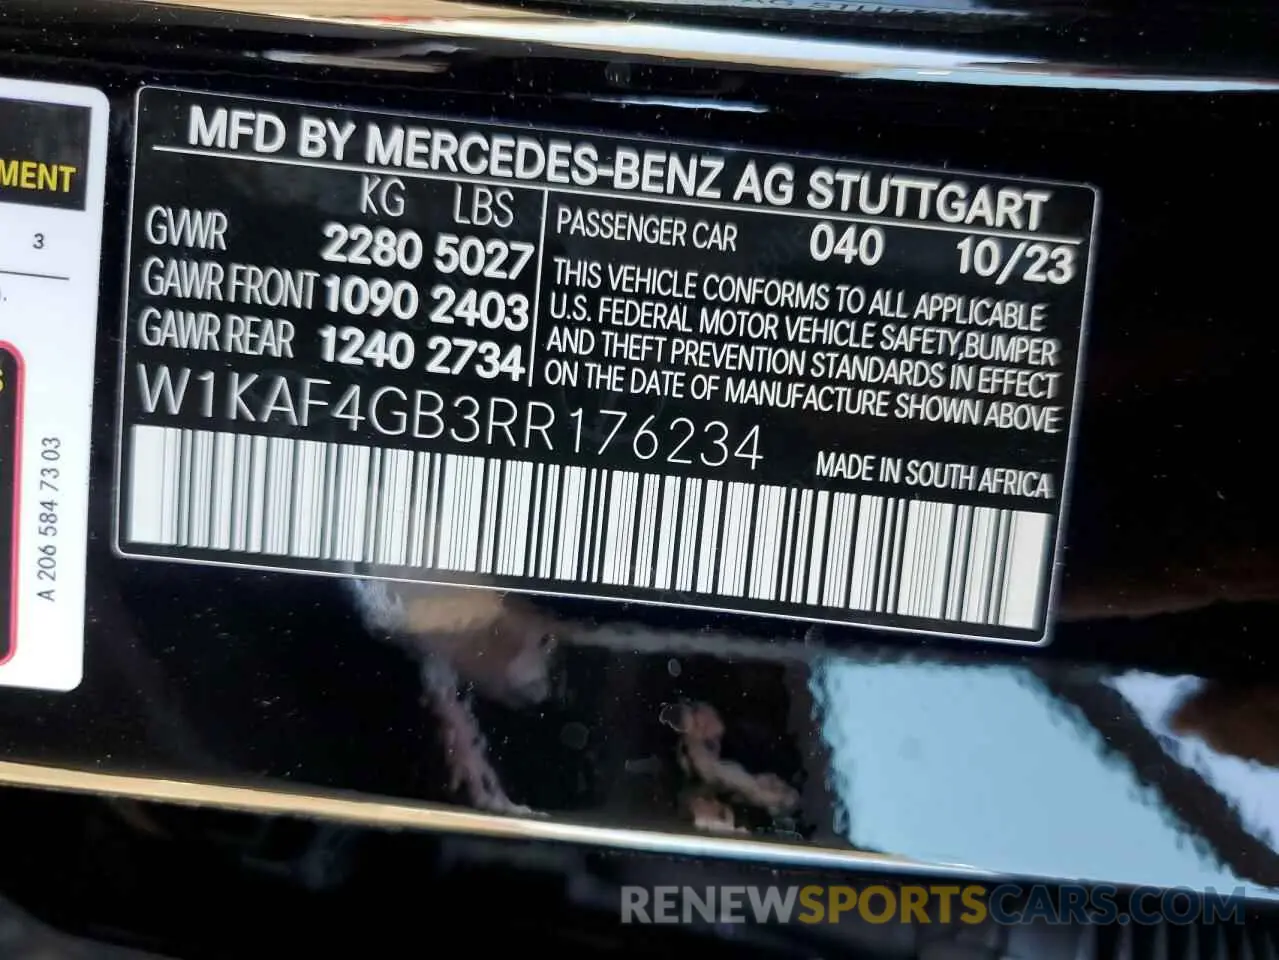 MFD BY MERCEDES-BENZ AG STUTTGART
KG LBS
GVWR 2280 5027
GAWR FRONT 1090 2403
GAWR REAR 1240 2734
PASSENGER CAR 040 10/23
THIS VEHICLE CONFORMS TO ALL APPLICABLE
U.S. FEDERAL MOTOR VEHICLE SAFETY,BUMPER
AND THEFT PREVENTION STANDARDS IN EFFECT
ON THE DATE OF MANUFACTURE SHOWN ABOVE
W1KAF4GB3RR176234
MADE IN SOUTH AFRICA
MENT
3
A 206 584 73 03
RENEWSPORTSCARS.COM